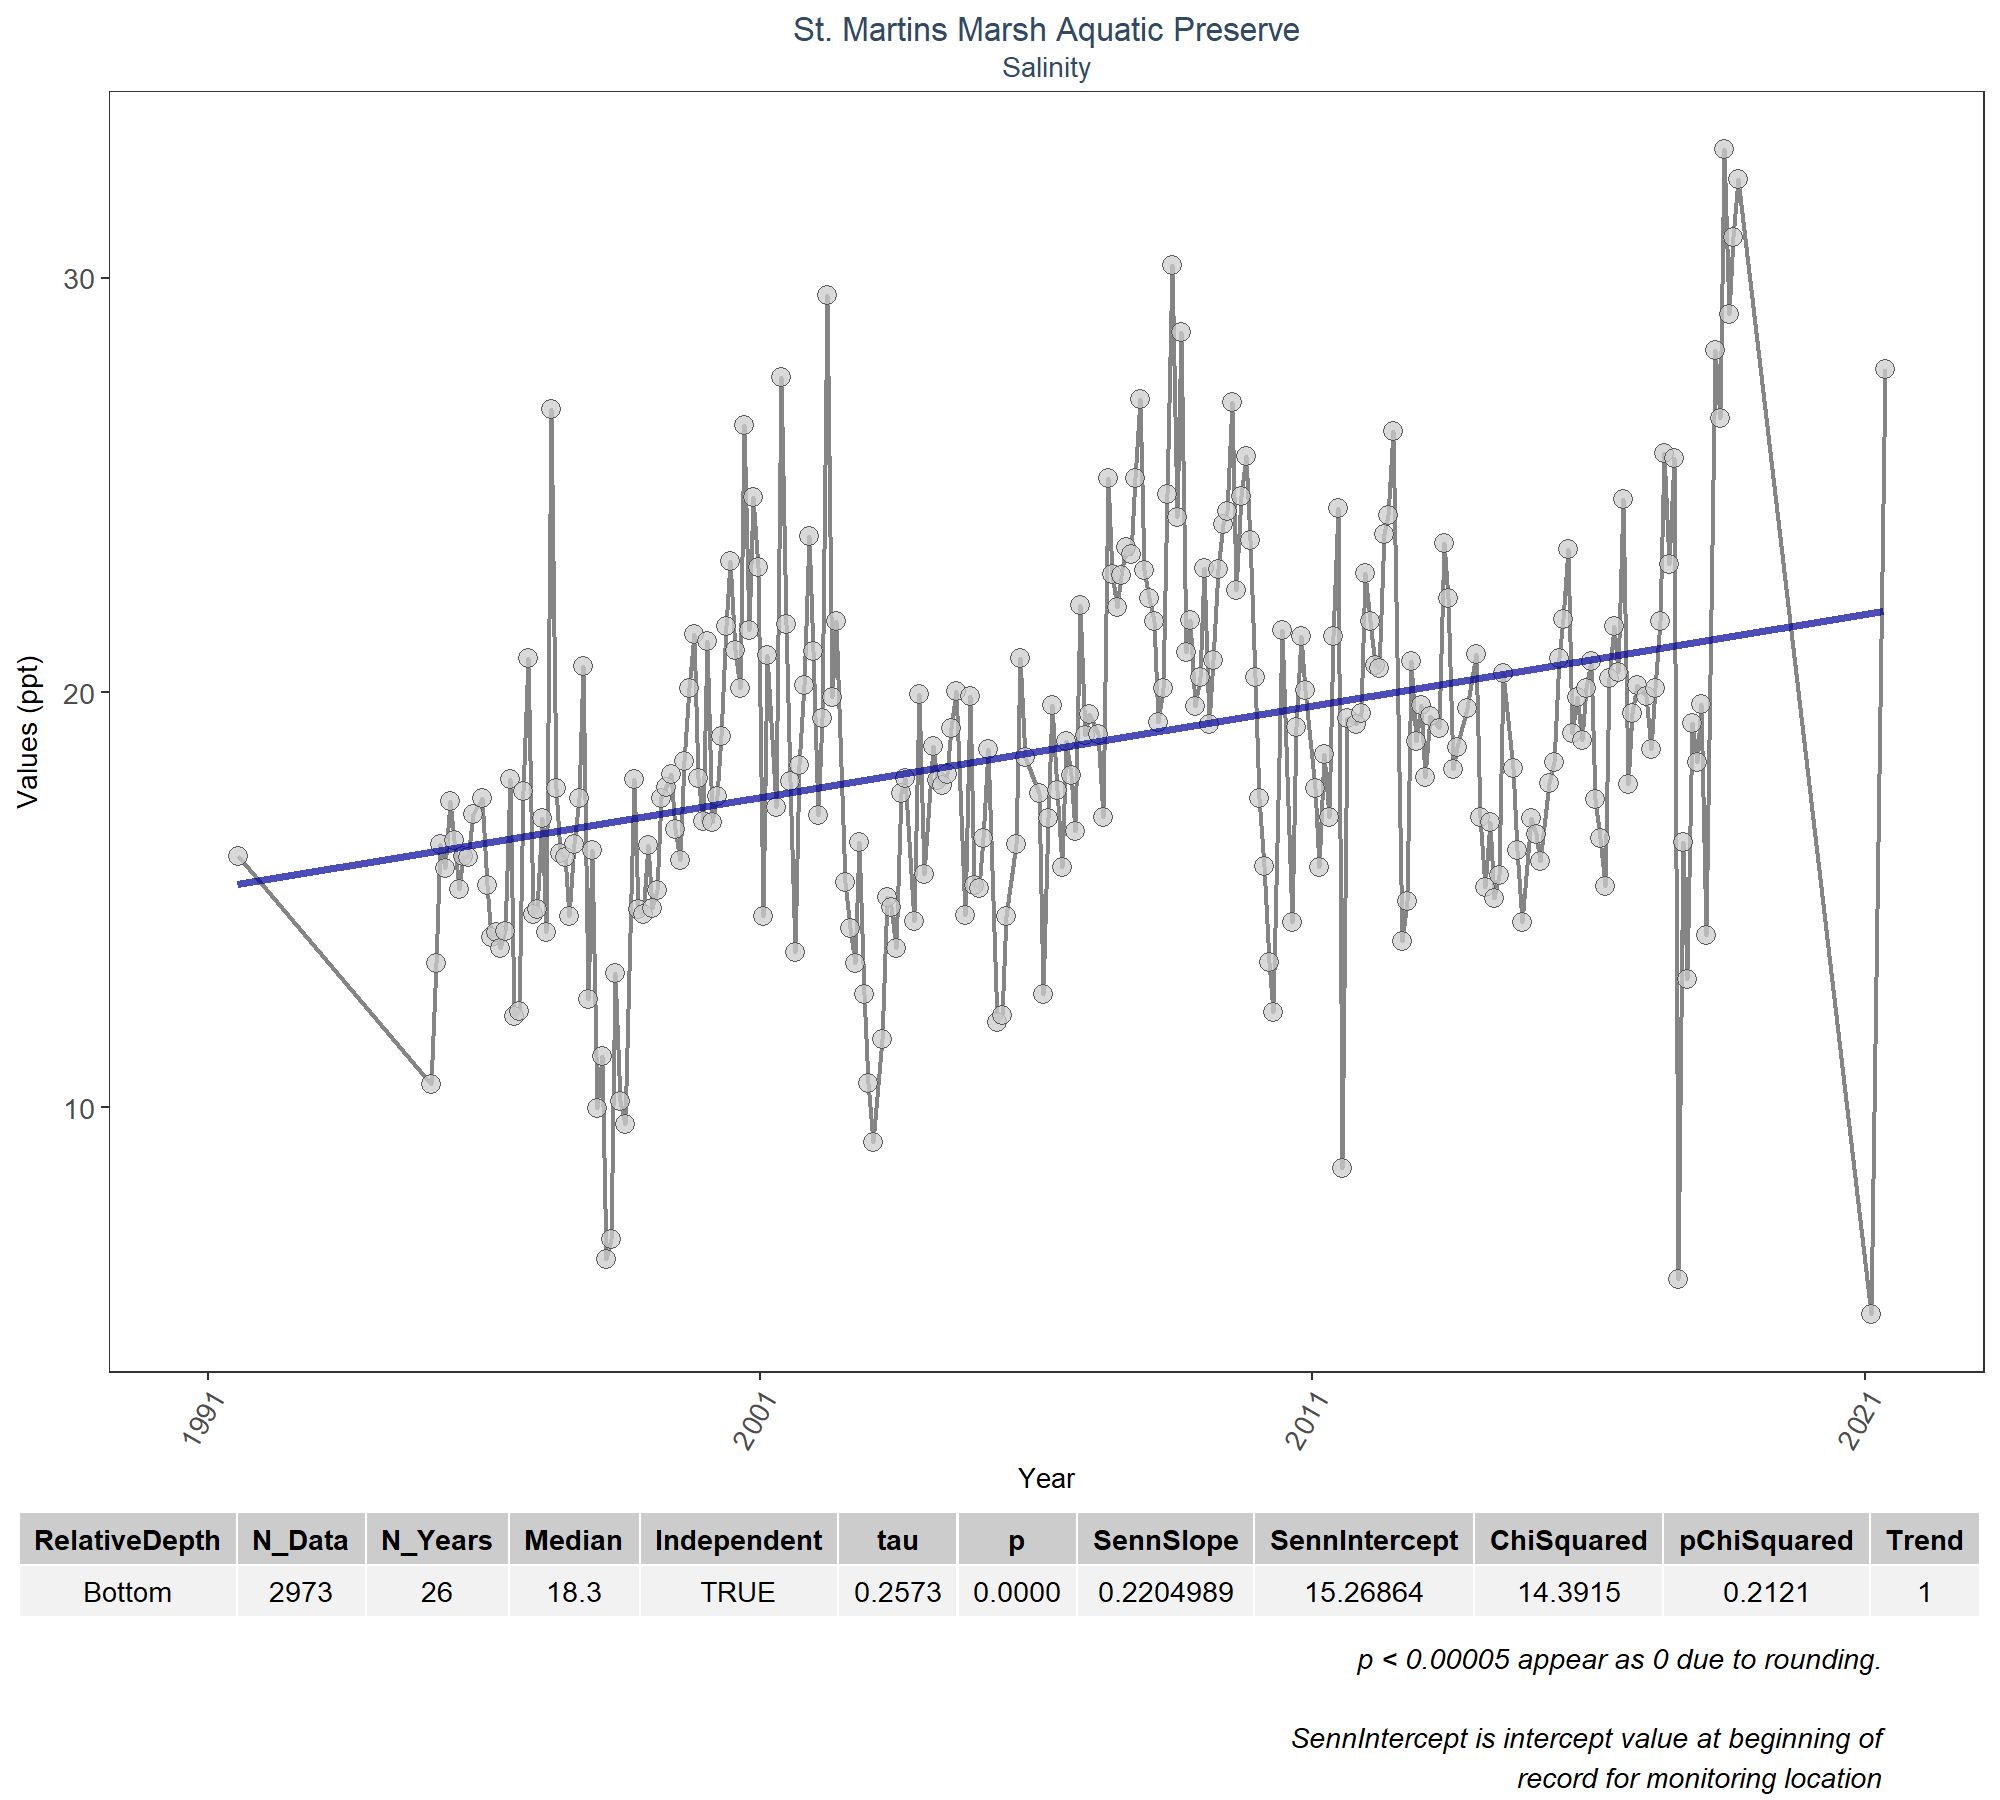 St. Martins Marsh Aquatic Preserve
Salinity
Values (ppt)
30
20
10
1991 2001 2011 2021
Year
RelativeDepth N_Data N_Years Median Independent tau p SennSlope SennIntercept ChiSquared pChiSquared Trend
Bottom 2973 26 18.3 TRUE 0.2573 0.0000 0.2204989 15.26864 14.3915 0.2121 1
p < 0.00005 appear as 0 due to rounding.
SennIntercept is intercept value at beginning of
record for monitoring location